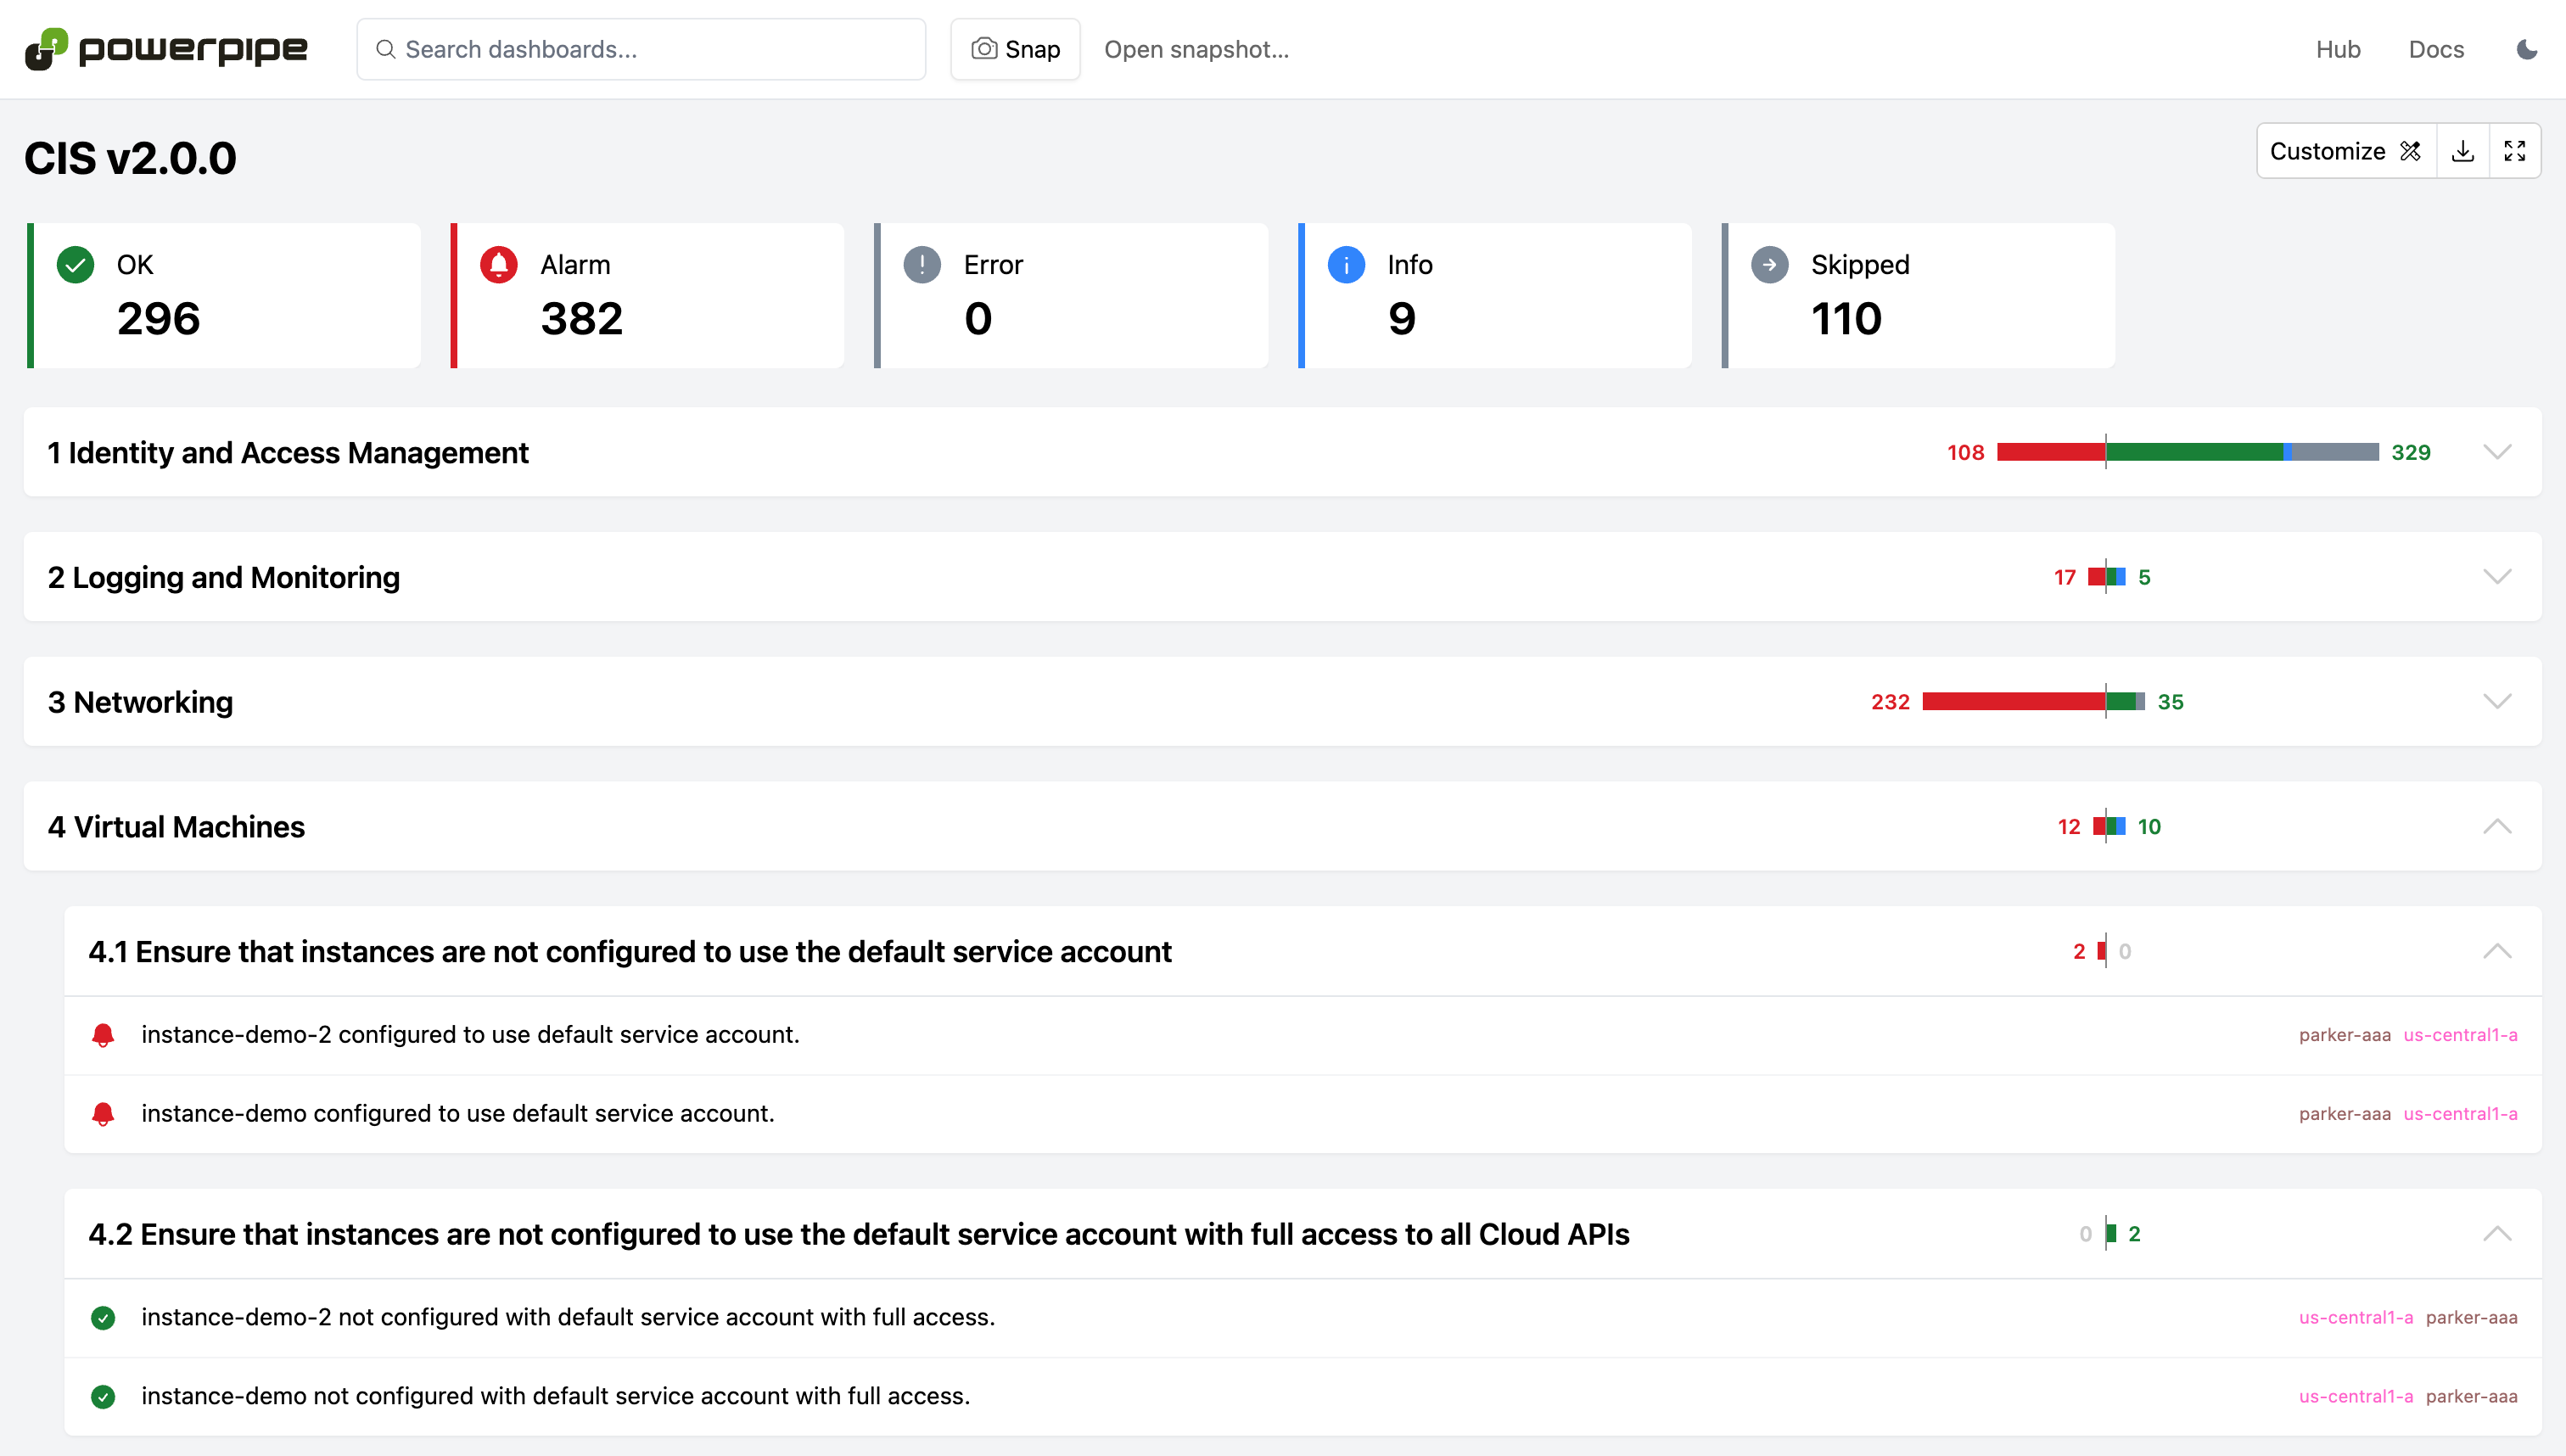 powerpipe Search dashboards... Snap Open snapshot... Hub Docs
CIS v2.0.0 Customize
OK Alarm Error Info Skipped
296 382 0 9 110
1 Identity and Access Management 108 329
2 Logging and Monitoring 17 5
3 Networking 232 35
4 Virtual Machines 12 10
4.1 Ensure that instances are not configured to use the default service account 2 0
instance-demo-2 configured to use default service account. parker-aaa us-central1-a
instance-demo configured to use default service account. parker-aaa us-central1-a
4.2 Ensure that instances are not configured to use the default service account with full access to all Cloud APIs 0 2
instance-demo-2 not configured with default service account with full access. us-central1-a parker-aaa
instance-demo not configured with default service account with full access. us-central1-a parker-aaa